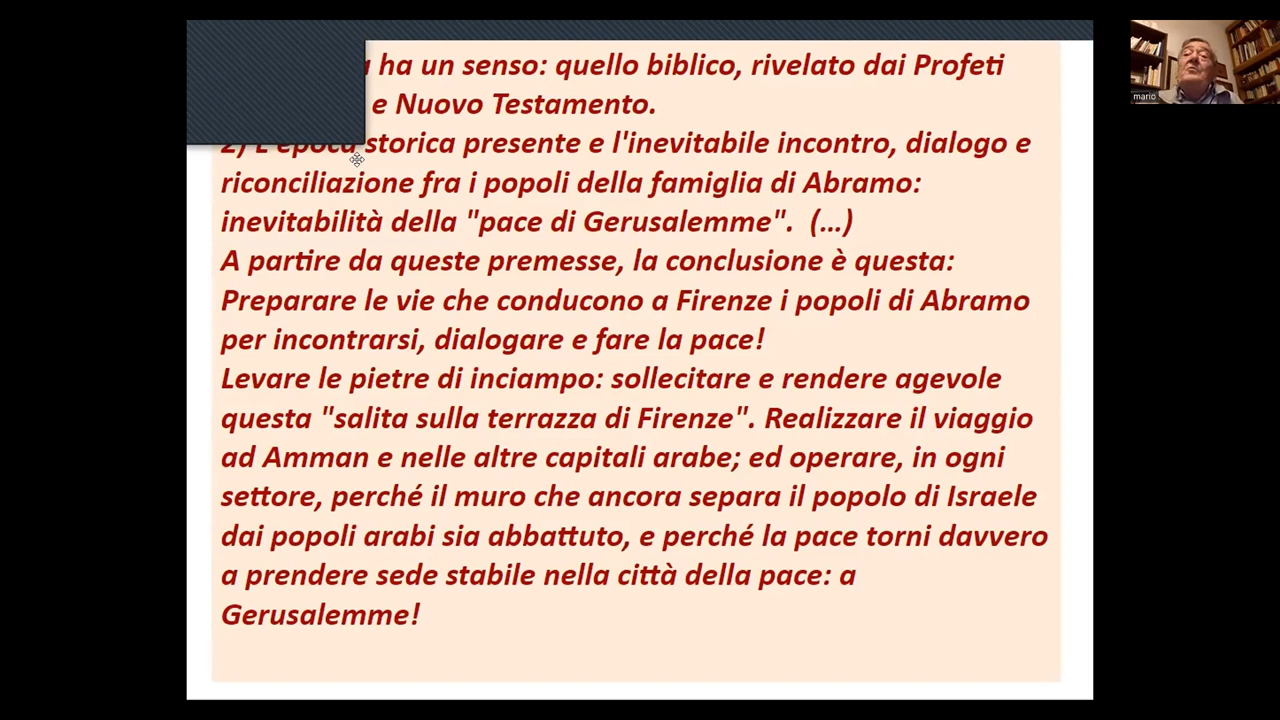 ha un senso: quello biblico, rivelato dai Profeti
e Nuovo Testamento.
2) L'epoca storica presente e l'inevitabile incontro, dialogo e
riconciliazione fra i popoli della famiglia di Abramo:
inevitabilità della "pace di Gerusalemme".  (…)
A partire da queste premesse, la conclusione è questa:
Preparare le vie che conducono a Firenze i popoli di Abramo
per incontrarsi, dialogare e fare la pace!
Levare le pietre di inciampo: sollecitare e rendere agevole
questa "salita sulla terrazza di Firenze". Realizzare il viaggio
ad Amman e nelle altre capitali arabe; ed operare, in ogni
settore, perché il muro che ancora separa il popolo di Israele
dai popoli arabi sia abbattuto, e perché la pace torni davvero
a prendere sede stabile nella città della pace: a
Gerusalemme!
mario